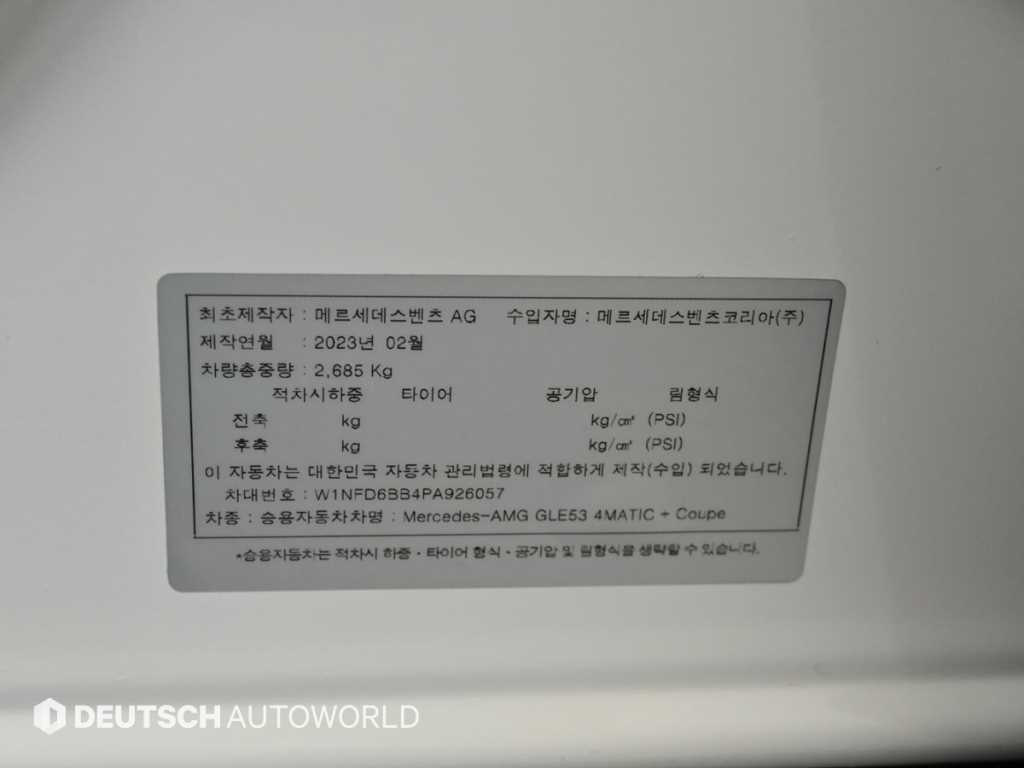 최초제작자 : 메르세데스벤츠 AG 수입자명 : 메르세데스벤츠코리아(주)
제작연월 : 2023년 02월
차량총중량 : 2,685 Kg
적차시하중 타이어 공기압 림형식
전축 kg kg/㎠ (PSI)
후축 kg kg/㎠ (PSI)
이 자동차는 대한민국 자동차 관리법령에 적합하게 제작(수입) 되었습니다.
차대번호 : W1NFD6BB4PA926057
차종 : 승용자동차차명 : Mercedes-AMG GLE53 4MATIC + Coupe
*승용자동차는 적차시 하중 · 타이어 형식 · 공기압 및 림형식을 생략할 수 있습니다.
DEUTSCH AUTOWORLD